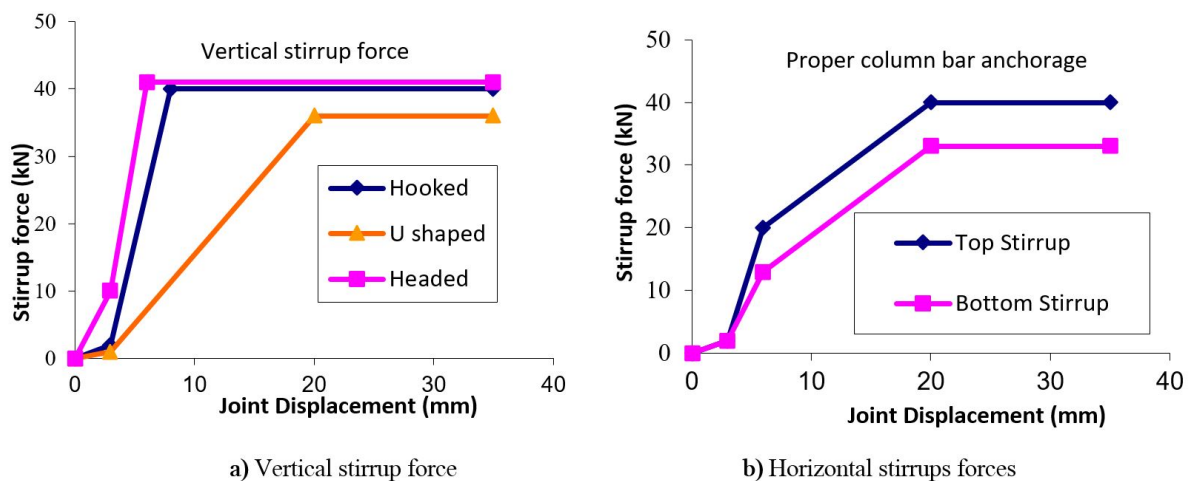 Vertical stirrup force
50
40
30
20
10
0
Stirrup force (kN)
Hooked
U shaped
Headed
0 10 20 30 40
Joint Displacement (mm)
a) Vertical stirrup force
Proper column bar anchorage
50
40
30
20
10
0
Stirrup force (kN)
Top Stirrup
Bottom Stirrup
0 10 20 30 40
Joint Displacement (mm)
b) Horizontal stirrups forces